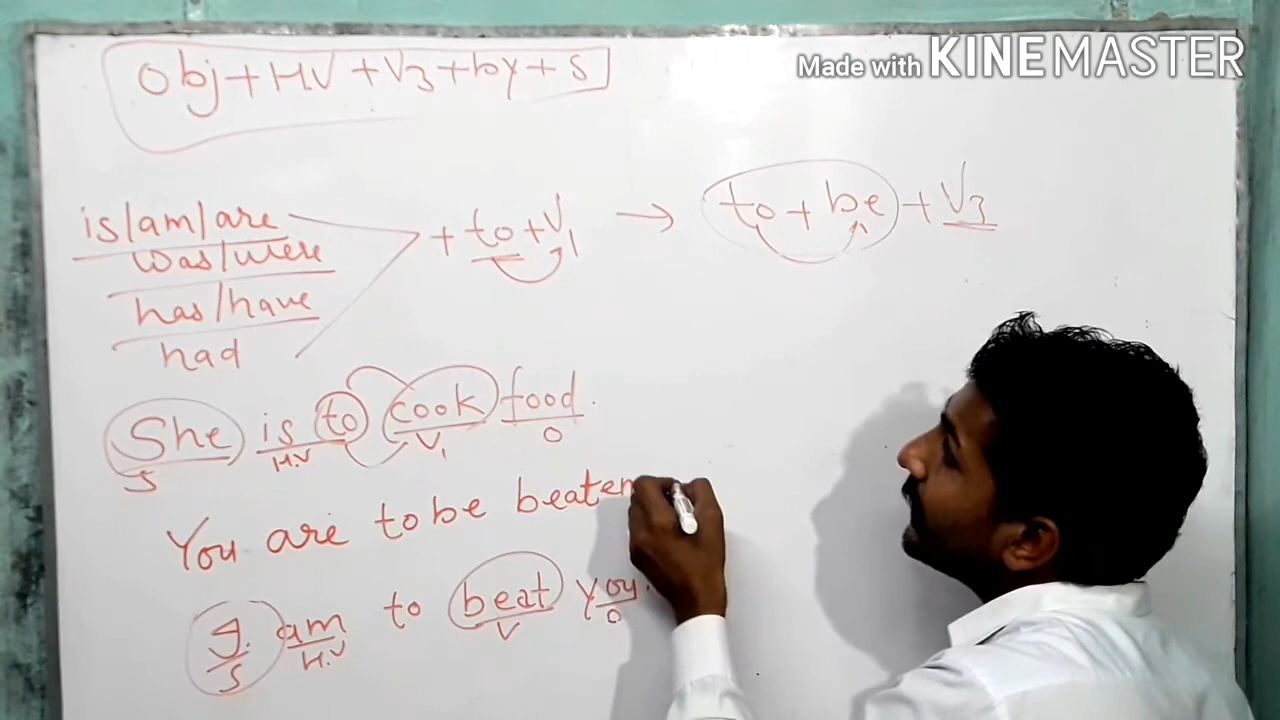 Obj+HV+V3+by+S
Made with KINEMASTER
is/am/are
was/were
has/have
had
+ to+V1 → to+be+V3
She is to cook food.
S H.V V1 O
You are to be beaten
I am to beat you.
S H.V V O